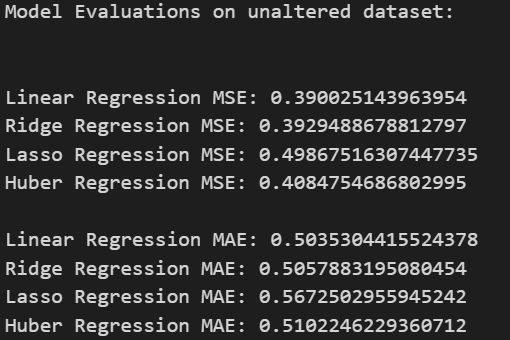 Model Evaluations on unaltered dataset:
Linear Regression MSE: 0.390025143963954
Ridge Regression MSE: 0.3929488678812797
Lasso Regression MSE: 0.49867516307447735
Huber Regression MSE: 0.4084754686802995
Linear Regression MAE: 0.5035304415524378
Ridge Regression MAE: 0.5057883195080454
Lasso Regression MAE: 0.5672502955945242
Huber Regression MAE: 0.5102246229360712